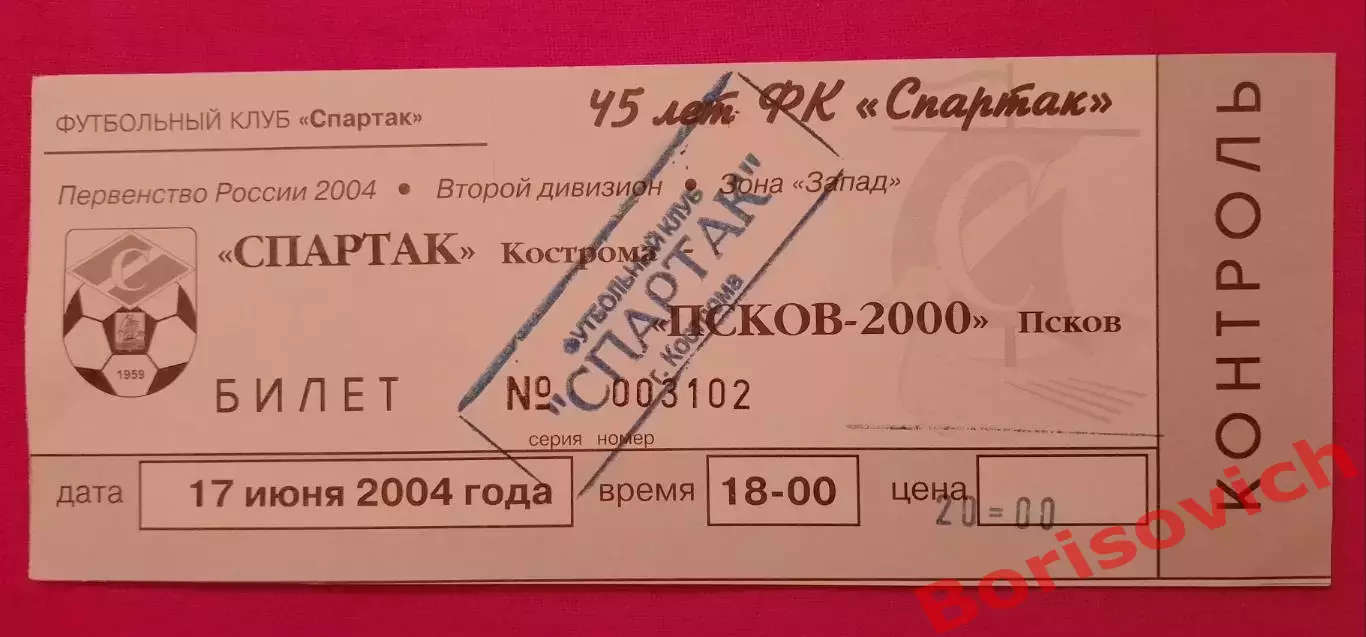 ФУТБОЛЬНЫЙ КЛУБ «Спартак»
45 лет ФК «Спартак»
Первенство России 2004 • Второй дивизион • Зона «Запад»
«СПАРТАК» Кострома -
«ПСКОВ-2000» Псков
С
1959
БИЛЕТ № 003102
серия номер
ФУТБОЛЬНЫЙ КЛУБ
"СПАРТАК"
г. Кострома
дата 17 июня 2004 года время 18-00 цена 20=00
КОНТРОЛЬ
Borisovich